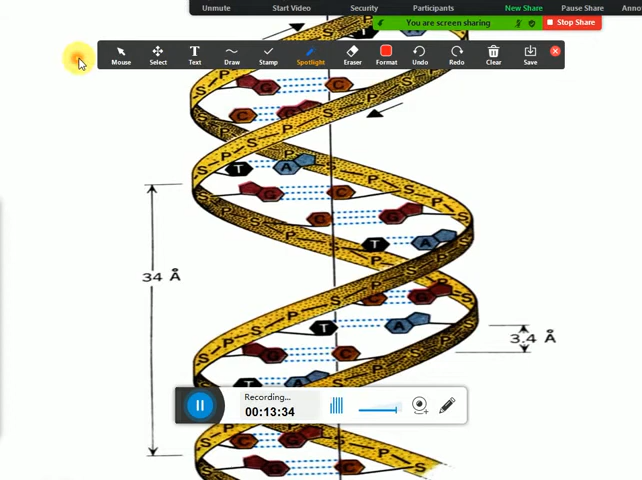 Unmute Start Video Security Participants New Share Pause Share Anno
You are screen sharing Stop Share
Mouse Select Text Draw Stamp Spotlight Eraser Format Undo Redo Clear Save
S P S P S
G C
C G
S P S P S
T A
G C
C G
T A
34 Å
C G
T A
3.4 Å
G C
T A
Recording...
00:13:34
C G
G C
S P S